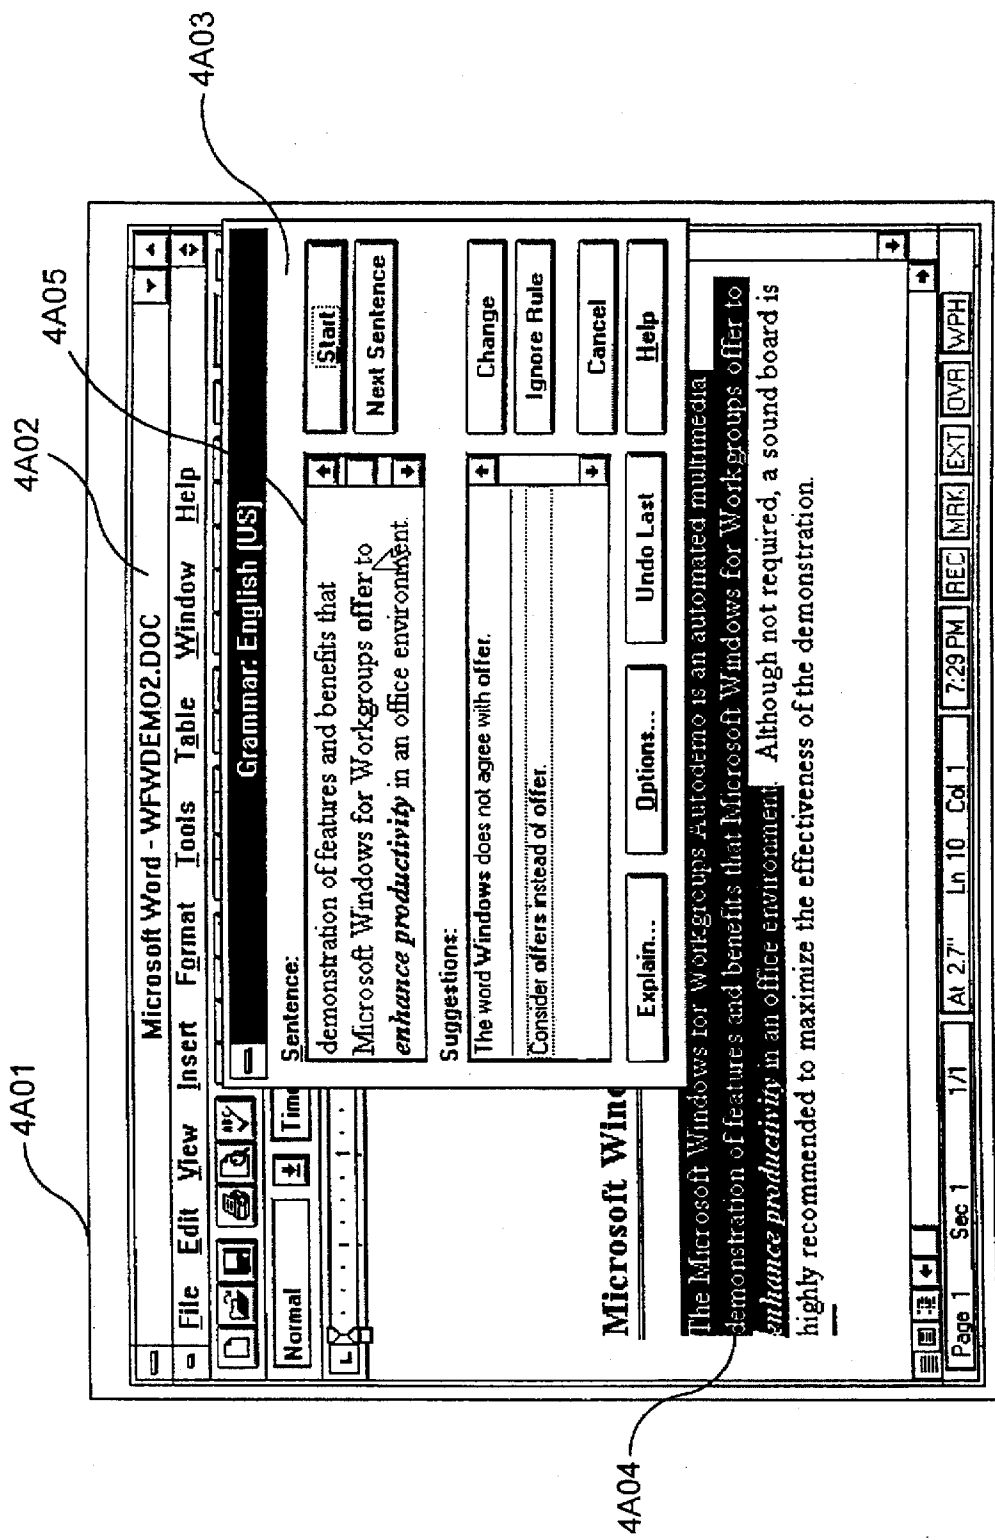 4A01
4A02
4A05
4A03
Microsoft Word - WFWDEMO2.DOC
File Edit View Insert Format Tools Table Window Help
ABC
Normal
Time
Grammar: English (US)
Sentence:
demonstration of features and benefits that
Microsoft Windows for Workgroups offer to
enhance productivity in an office environment.
Start
Next Sentence
Suggestions:
The word Windows does not agree with offer.
Consider offers instead of offer.
Change
Ignore Rule
Cancel
Explain...
Options...
Undo Last
Help
Microsoft Wind
The Microsoft Windows for Workgroups Autodemo is an automated multimedia
demonstration of features and benefits that Microsoft Windows for Workgroups offer to
enhance productivity in an office environment. Although not required, a sound board is
highly recommended to maximize the effectiveness of the demonstration.
Page 1 Sec 1 1/1 At 2.7" Ln 10 Col 1 7:29 PM REC MRK EXT OVR WPH
4A04